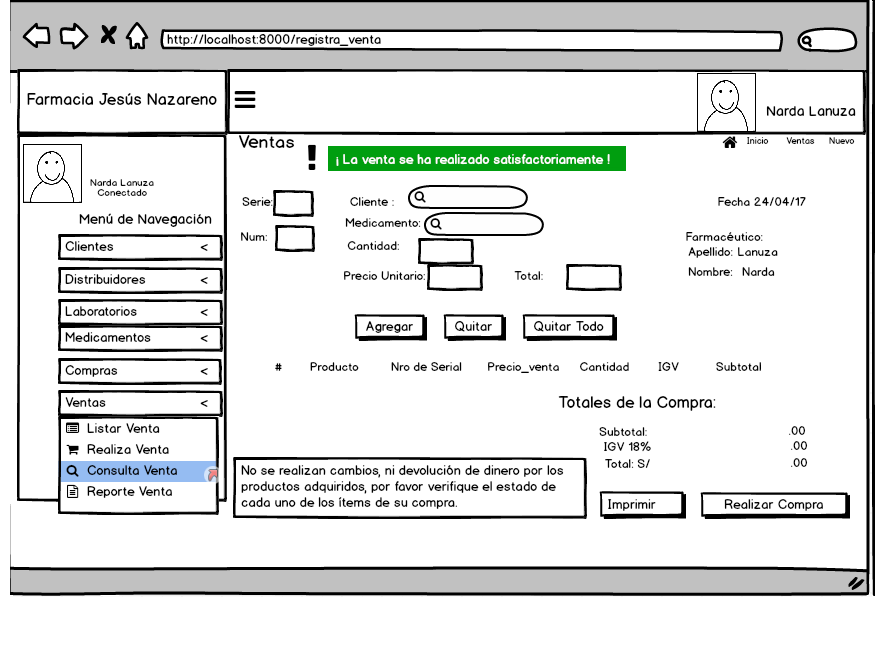 http://localhost:8000/registra_venta
Farmacia Jesús Nazareno
Narda Lanuza
Ventas
Inicio Ventas Nuevo
¡ La venta se ha realizado satisfactoriamente !
Narda Lanuza
Conectado
Menú de Navegación
Clientes <
Distribuidores <
Laboratorios <
Medicamentos <
Compras <
Ventas <
Listar Venta
Realiza Venta
Consulta Venta
Reporte Venta
Serie:
Cliente :
Fecha 24/04/17
Num:
Medicamento:
Cantidad:
Farmacéutico:
Apellido: Lanuza
Precio Unitario:
Total:
Nombre: Narda
Agregar
Quitar
Quitar Todo
# Producto Nro de Serial Precio_venta Cantidad IGV Subtotal
Totales de la Compra:
Subtotal: .00
IGV 18% .00
Total: S/ .00
No se realizan cambios, ni devolución de dinero por los
productos adquiridos, por favor verifique el estado de
cada uno de los ítems de su compra.
Imprimir
Realizar Compra